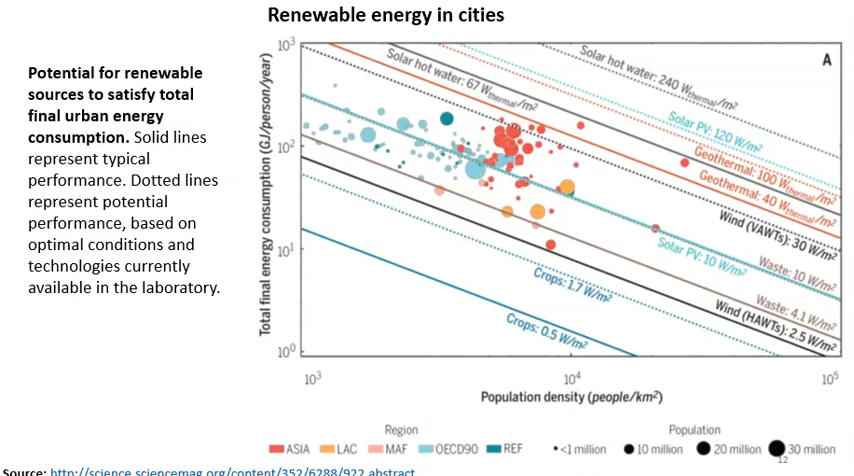 Renewable energy in cities
Potential for renewable
sources to satisfy total
final urban energy
consumption. Solid lines
represent typical
performance. Dotted lines
represent potential
performance, based on
optimal conditions and
technologies currently
available in the laboratory.
A
Total final energy consumption (GJ/person/year)
10³
10²
10¹
10⁰
Solar hot water: 67 Wthermal/m²
Solar hot water: 240 Wthermal/m²
Solar PV: 120 W/m²
Geothermal: 100 Wthermal/m²
Geothermal: 40 Wthermal/m²
Wind (VAWTs): 30 W/m²
Solar PV: 10 W/m²
Waste: 10 W/m²
Waste: 4.1 W/m²
Wind (HAWTs): 2.5 W/m²
Crops: 1.7 W/m²
Crops: 0.5 W/m²
10³ 10⁴ 10⁵
Population density (people/km²)
Region Population
ASIA LAC MAF OECD90 REF <1 million 10 million 20 million 30 million
12
Source: http://science.sciencemag.org/content/352/6288/922.abstract